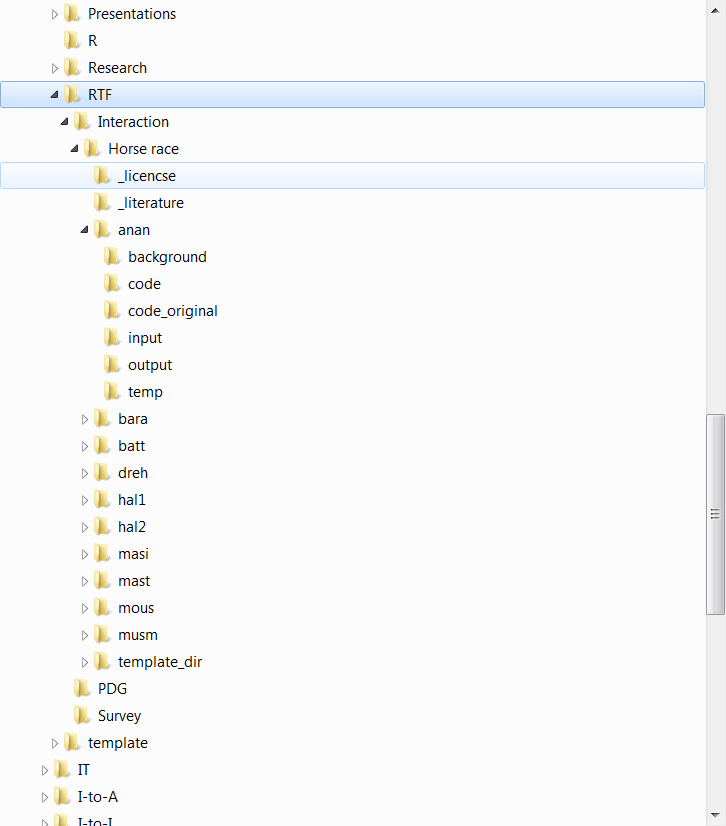 Presentations
R
Research
RTF
Interaction
Horse race
_licencse
_literature
anan
background
code
code_original
input
output
temp
bara
batt
dreh
hal1
hal2
masi
mast
mous
musm
template_dir
PDG
Survey
template
IT
I-to-A
I-to-I